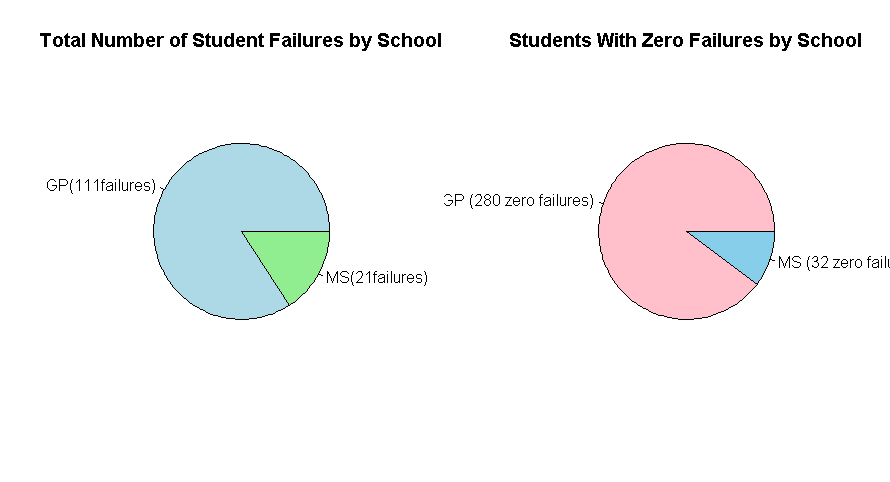 Total Number of Student Failures by School
GP(111failures)
MS(21failures)
Students With Zero Failures by School
GP (280 zero failures)
MS (32 zero failu